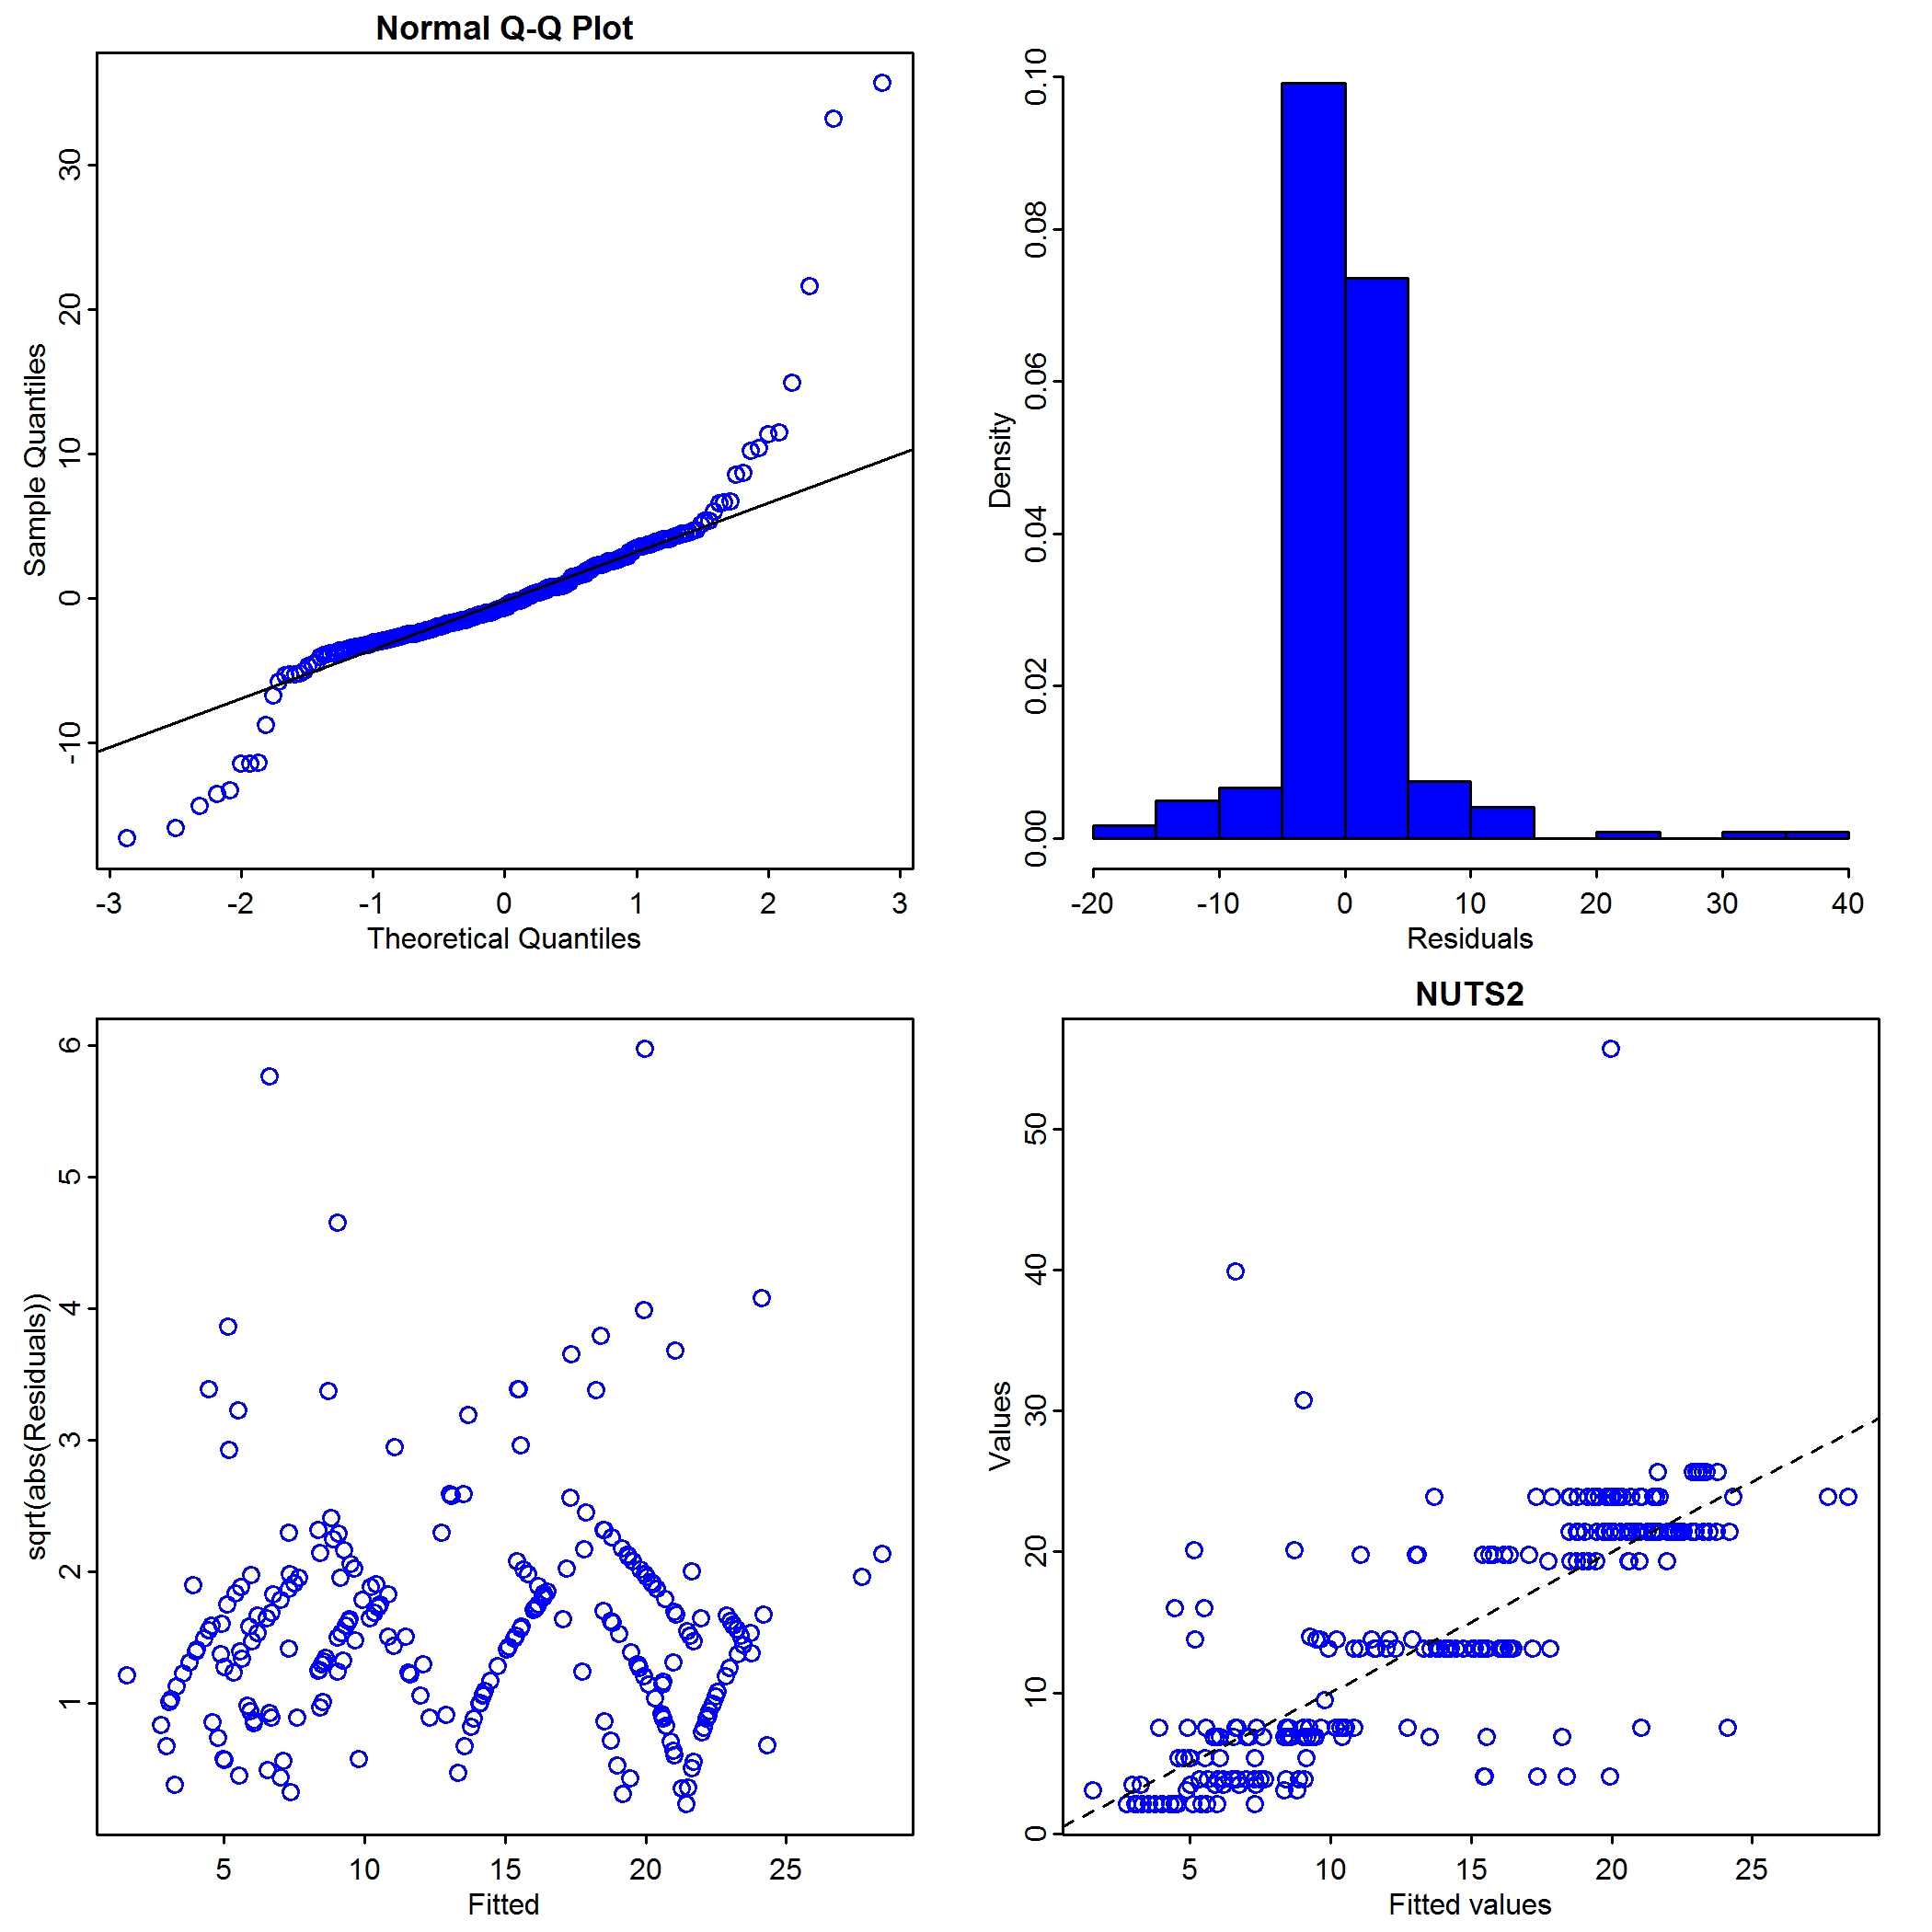 Normal Q-Q Plot
Sample Quantiles
30
20
10
0
-10
-3 -2 -1 0 1 2 3
Theoretical Quantiles
Density
0.10
0.08
0.06
0.04
0.02
0.00
-20 -10 0 10 20 30 40
Residuals
sqrt(abs(Residuals))
6
5
4
3
2
1
5 10 15 20 25
Fitted
NUTS2
Values
50
40
30
20
10
0
5 10 15 20 25
Fitted values